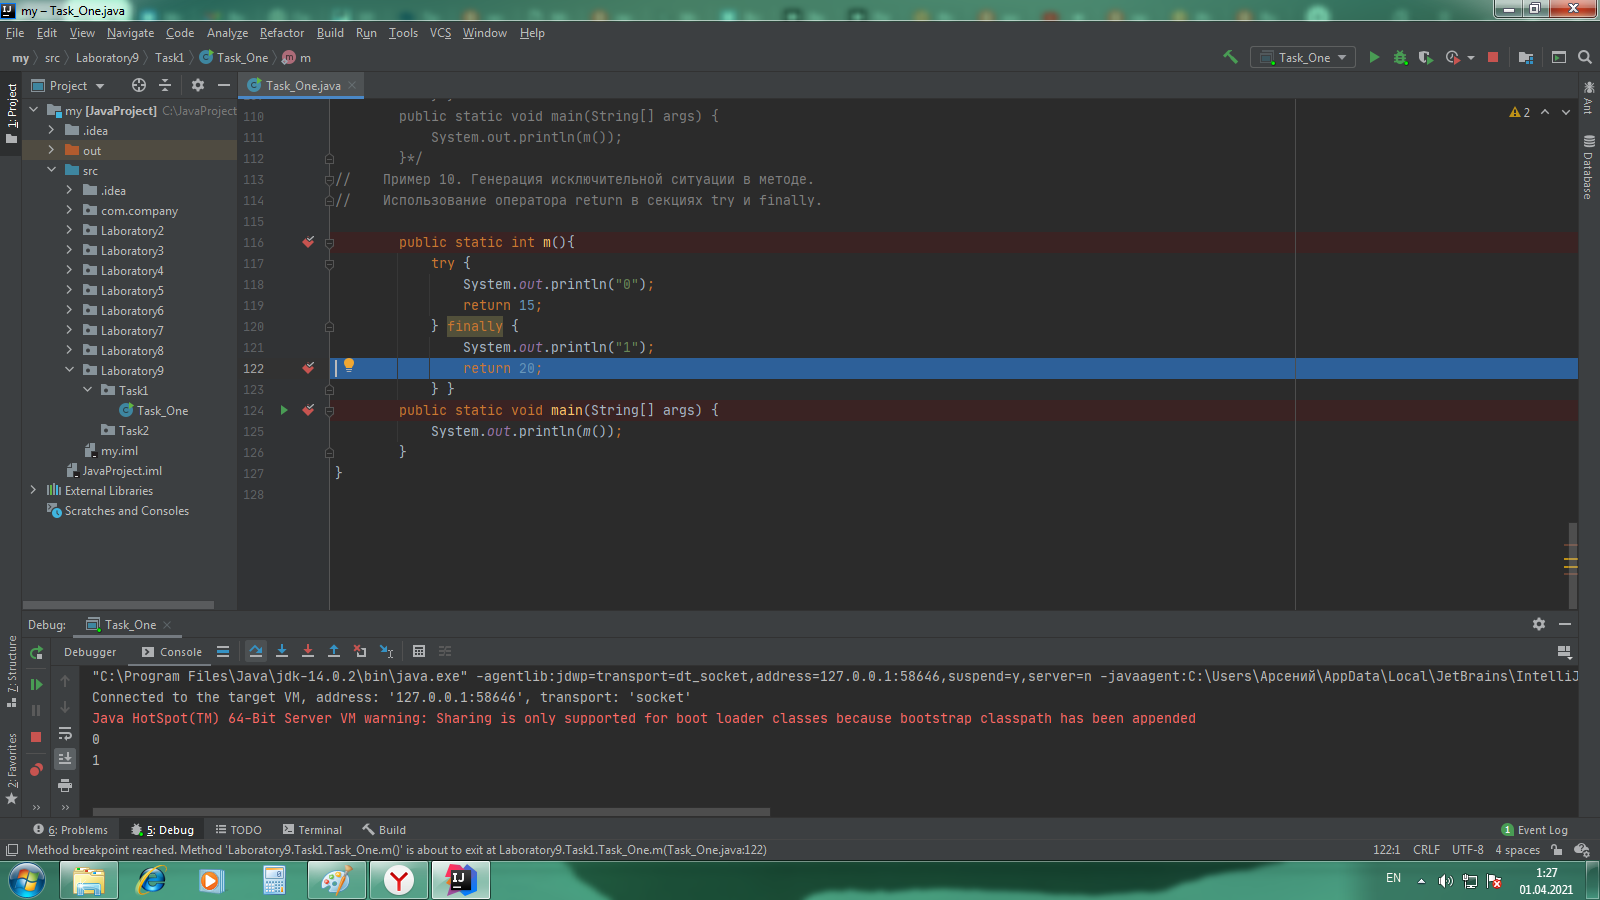 my – Task_One.java
File Edit View Navigate Code Analyze Refactor Build Run Tools VCS Window Help
my src Laboratory9 Task1 Task_One m
Task_One
1: Project
Project
Task_One.java
my [JavaProject] C:\JavaProject
.idea
out
src
.idea
com.company
Laboratory2
Laboratory3
Laboratory4
Laboratory5
Laboratory6
Laboratory7
Laboratory8
Laboratory9
Task1
Task_One
Task2
my.iml
JavaProject.iml
External Libraries
Scratches and Consoles
2
Ant
Database
110 public static void main(String[] args) {
111 System.out.println(m());
112 }*/
113 // Пример 10. Генерация исключительной ситуации в методе.
114 // Использование оператора return в секциях try и finally.
115
116 public static int m(){
117 try {
118 System.out.println("0");
119 return 15;
120 } finally {
121 System.out.println("1");
122 return 20;
123 } }
124 public static void main(String[] args) {
125 System.out.println(m());
126 }
127 }
128
Debug: Task_One
Debugger Console
7: Structure
2: Favorites
"C:\Program Files\Java\jdk-14.0.2\bin\java.exe" -agentlib:jdwp=transport=dt_socket,address=127.0.0.1:58646,suspend=y,server=n -javaagent:C:\Users\Арсений\AppData\Local\JetBrains\IntelliJ
Connected to the target VM, address: '127.0.0.1:58646', transport: 'socket'
Java HotSpot(TM) 64-Bit Server VM warning: Sharing is only supported for boot loader classes because bootstrap classpath has been appended
0
1
6: Problems 5: Debug TODO Terminal Build 1 Event Log
Method breakpoint reached. Method 'Laboratory9.Task1.Task_One.m()' is about to exit at Laboratory9.Task1.Task_One.m(Task_One.java:122) 122:1 CRLF UTF-8 4 spaces
EN 1:27
01.04.2021